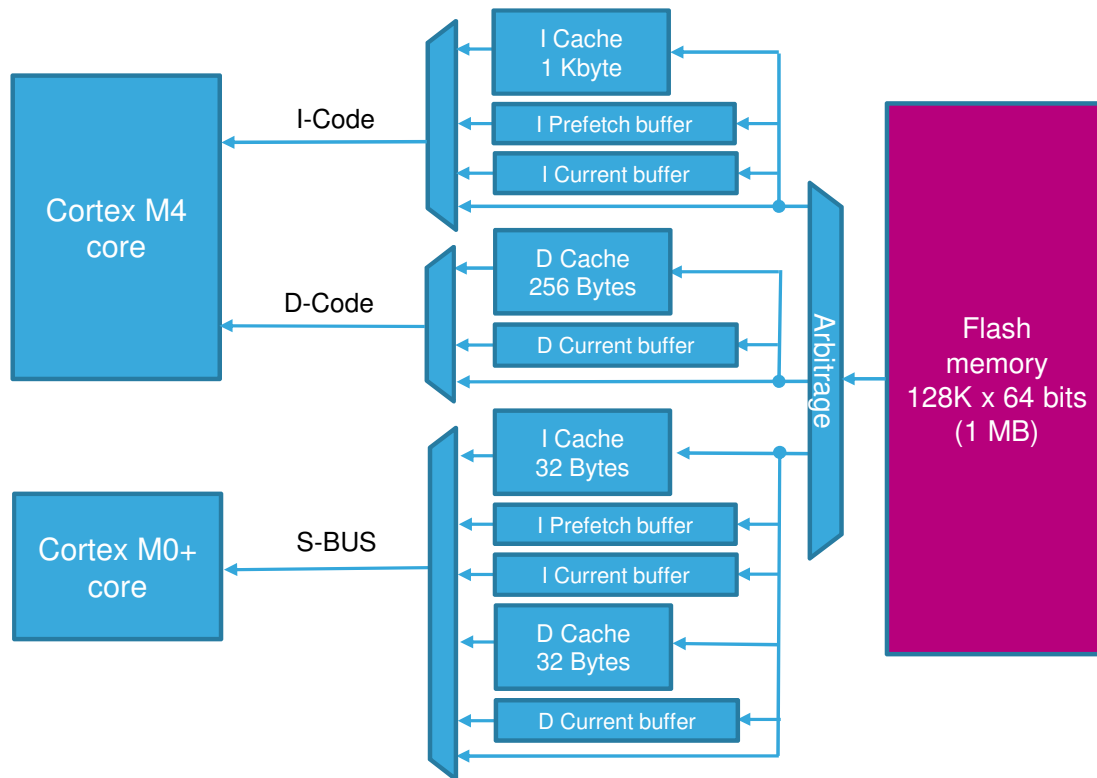 I Cache
1 Kbyte
I-Code
I Prefetch buffer
I Current buffer
Cortex M4
core
D Cache
256 Bytes
D-Code
D Current buffer
Arbitrage
Flash
memory
128K x 64 bits
(1 MB)
I Cache
32 Bytes
I Prefetch buffer
S-BUS
Cortex M0+
core
I Current buffer
D Cache
32 Bytes
D Current buffer